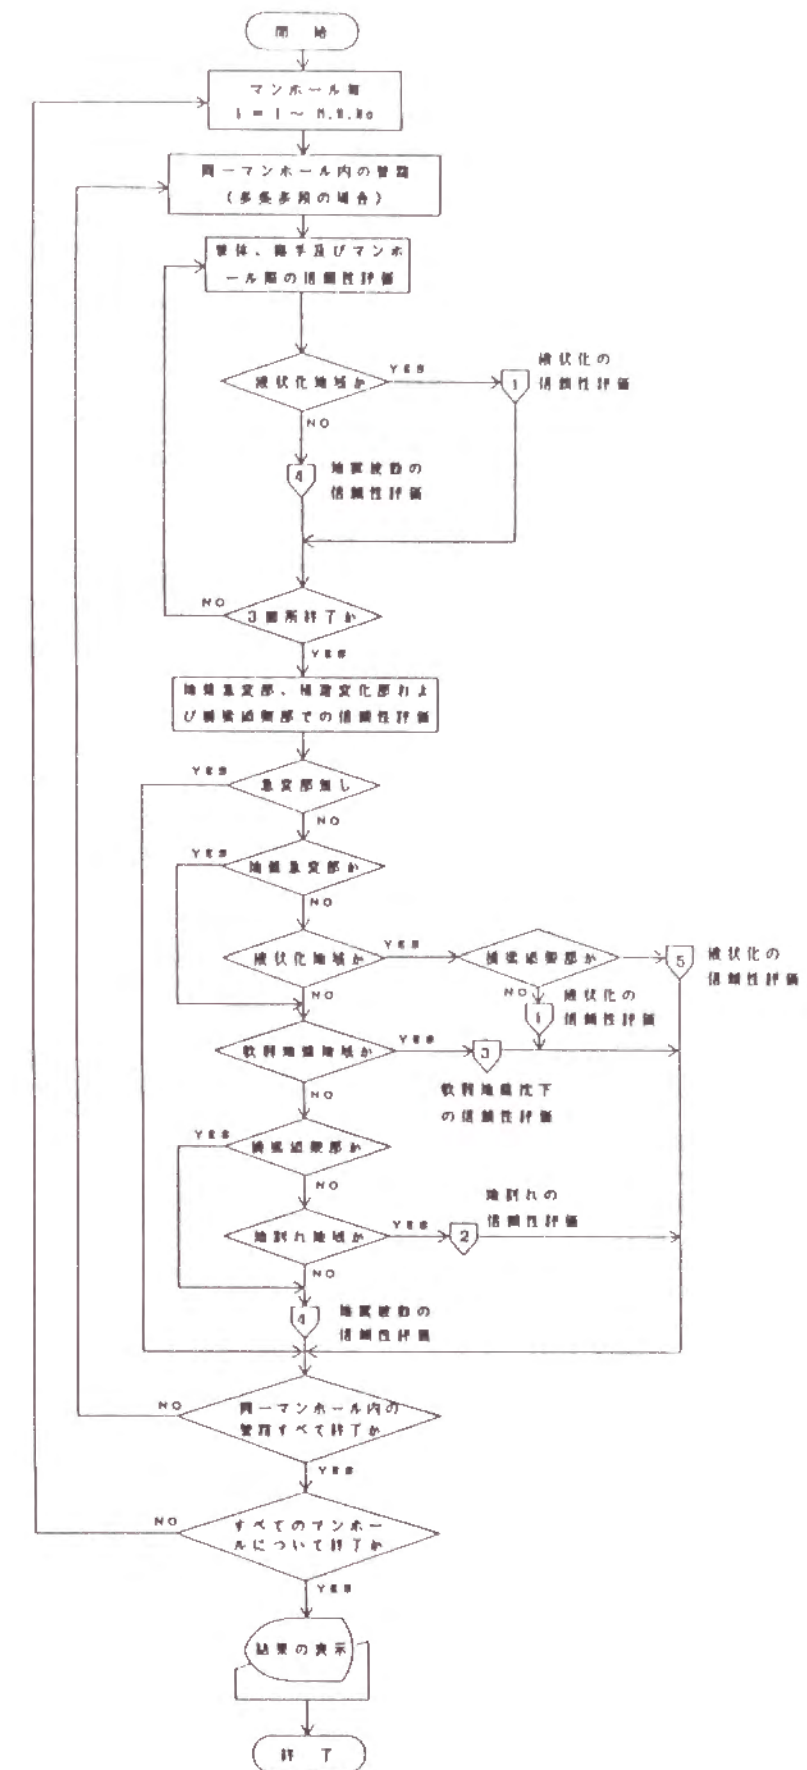 開始
マンホール毎
i = 1 ~ M.H.No
同一マンホール内の管路
(多条多段の場合)
管体、継手及びマンホ
ール際の信頼性評価
液状化地域か
YES
1
液状化の
信頼性評価
NO
4
地震波動の
信頼性評価
3箇所終了か
NO
YES
地盤急変部、構造変化部およ
び橋梁添架部での信頼性評価
急変部無し
YES
NO
地盤急変部か
YES
NO
液状化地域か
YES
橋梁添架部か
5
液状化の
信頼性評価
NO
NO
1
液状化の
信頼性評価
軟弱地盤地域か
YES
3
軟弱地盤沈下
の信頼性評価
NO
橋梁添架部か
YES
NO
地割れ地域か
YES
2
地割れの
信頼性評価
NO
4
地震波動の
信頼性評価
同一マンホール内の
管路すべて終了か
NO
YES
すべてのマンホー
ルについて終了か
NO
YES
結果の表示
終了